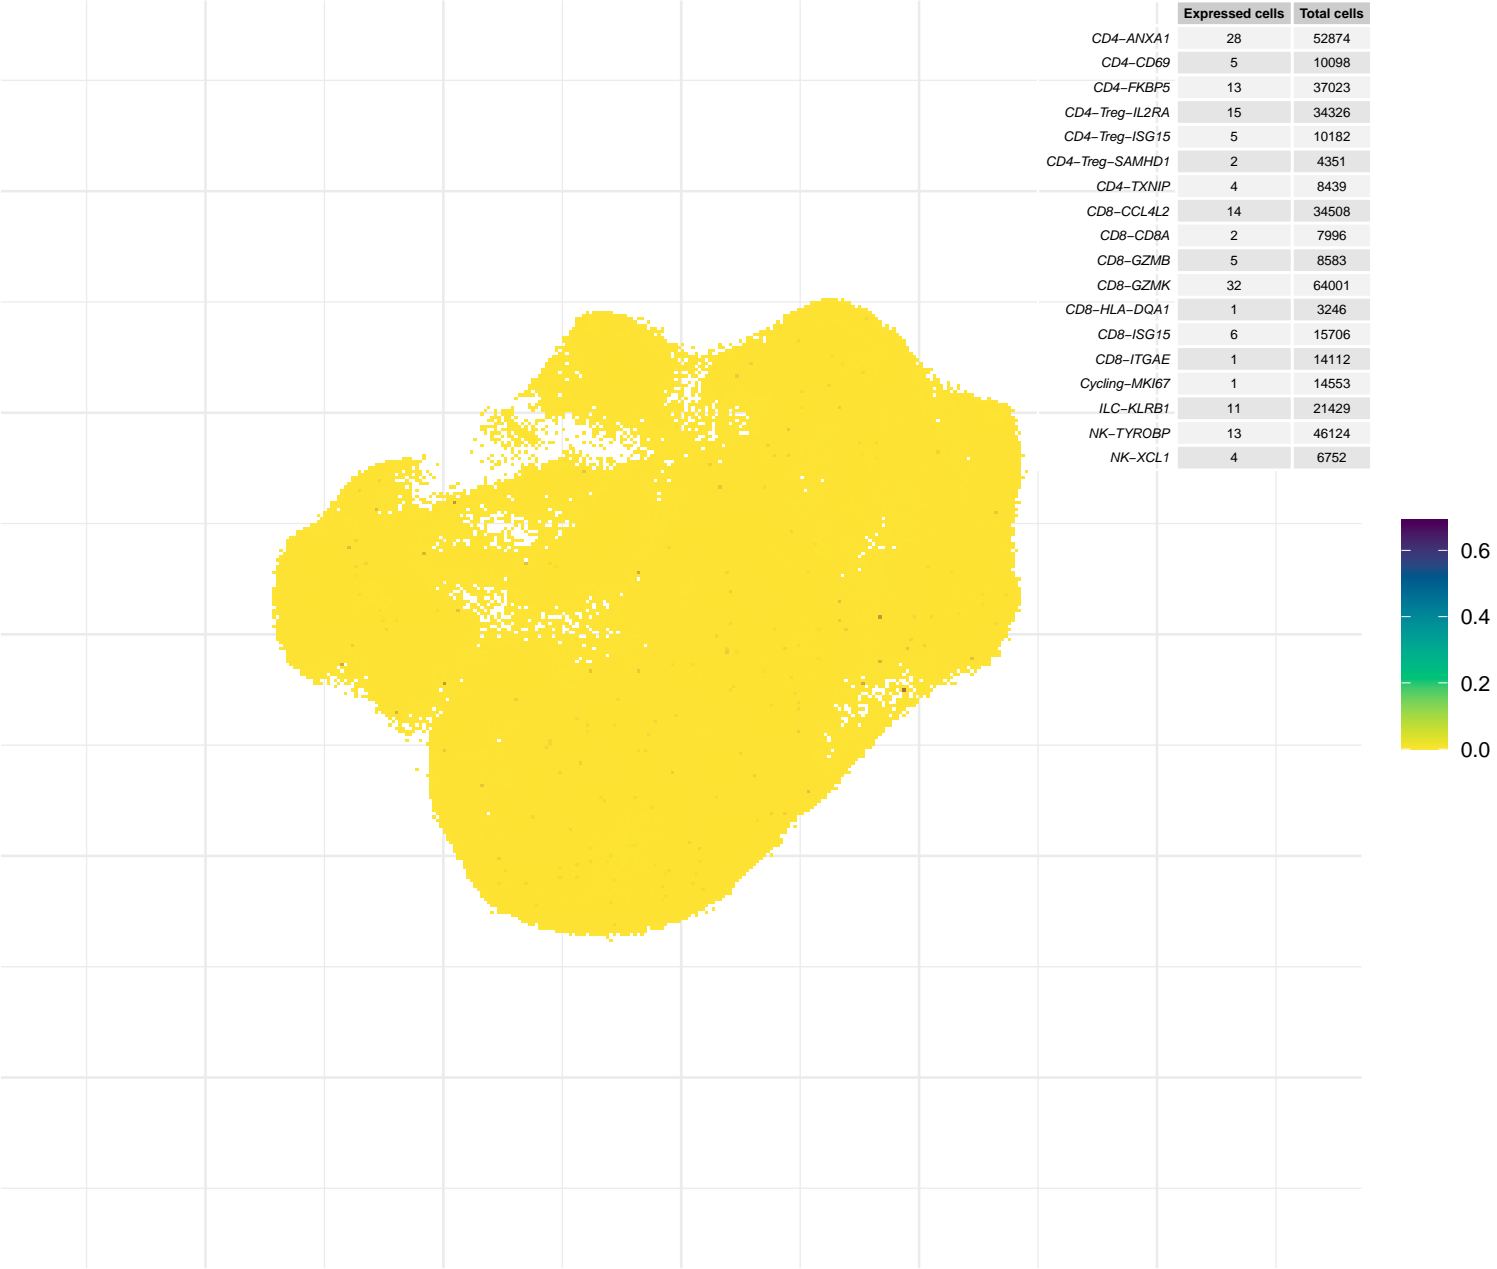 Expressed cells Total cells
CD4−ANXA1 28 52874
CD4−CD69 5 10098
CD4−FKBP5 13 37023
CD4−Treg−IL2RA 15 34326
CD4−Treg−ISG15 5 10182
CD4−Treg−SAMHD1 2 4351
CD4−TXNIP 4 8439
CD8−CCL4L2 14 34508
CD8−CD8A 2 7996
CD8−GZMB 5 8583
CD8−GZMK 32 64001
CD8−HLA−DQA1 1 3246
CD8−ISG15 6 15706
CD8−ITGAE 1 14112
Cycling−MKI67 1 14553
ILC−KLRB1 11 21429
NK−TYROBP 13 46124
NK−XCL1 4 6752
0.6
0.4
0.2
0.0